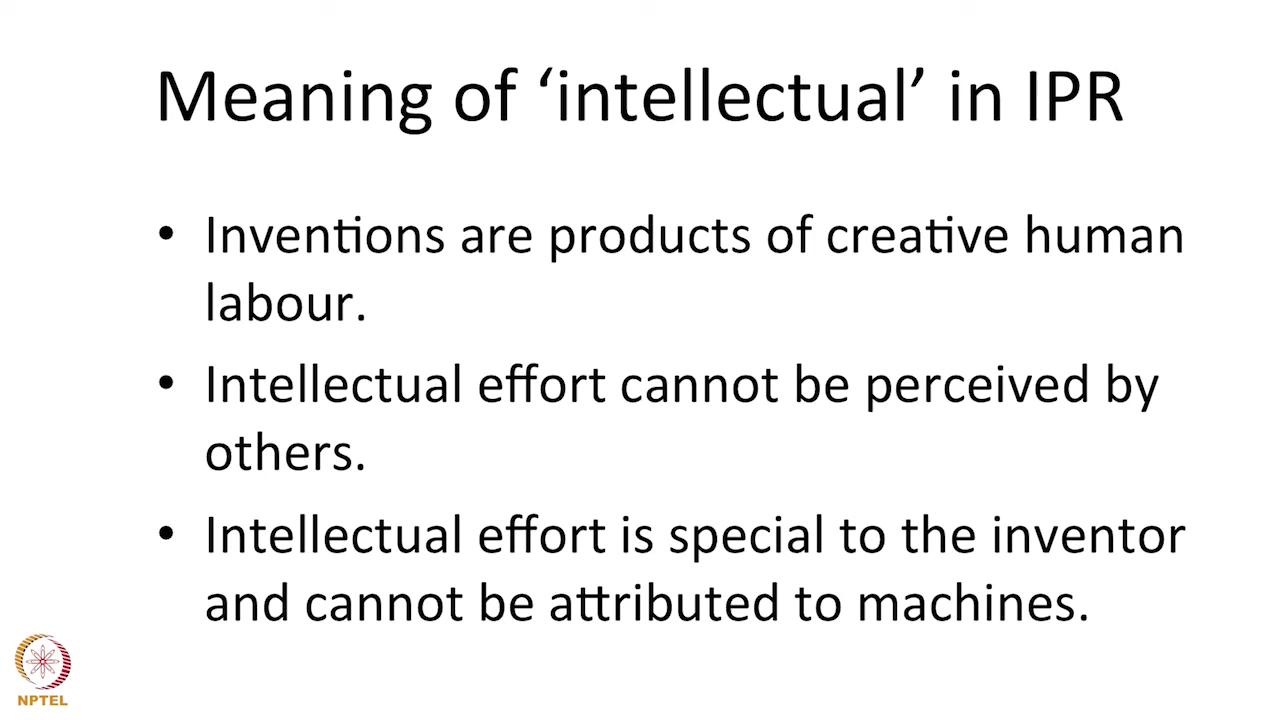 Meaning of ‘intellectual’ in IPR
• Inventions are products of creative human
labour.
• Intellectual effort cannot be perceived by
others.
• Intellectual effort is special to the inventor
and cannot be attributed to machines.
NPTEL